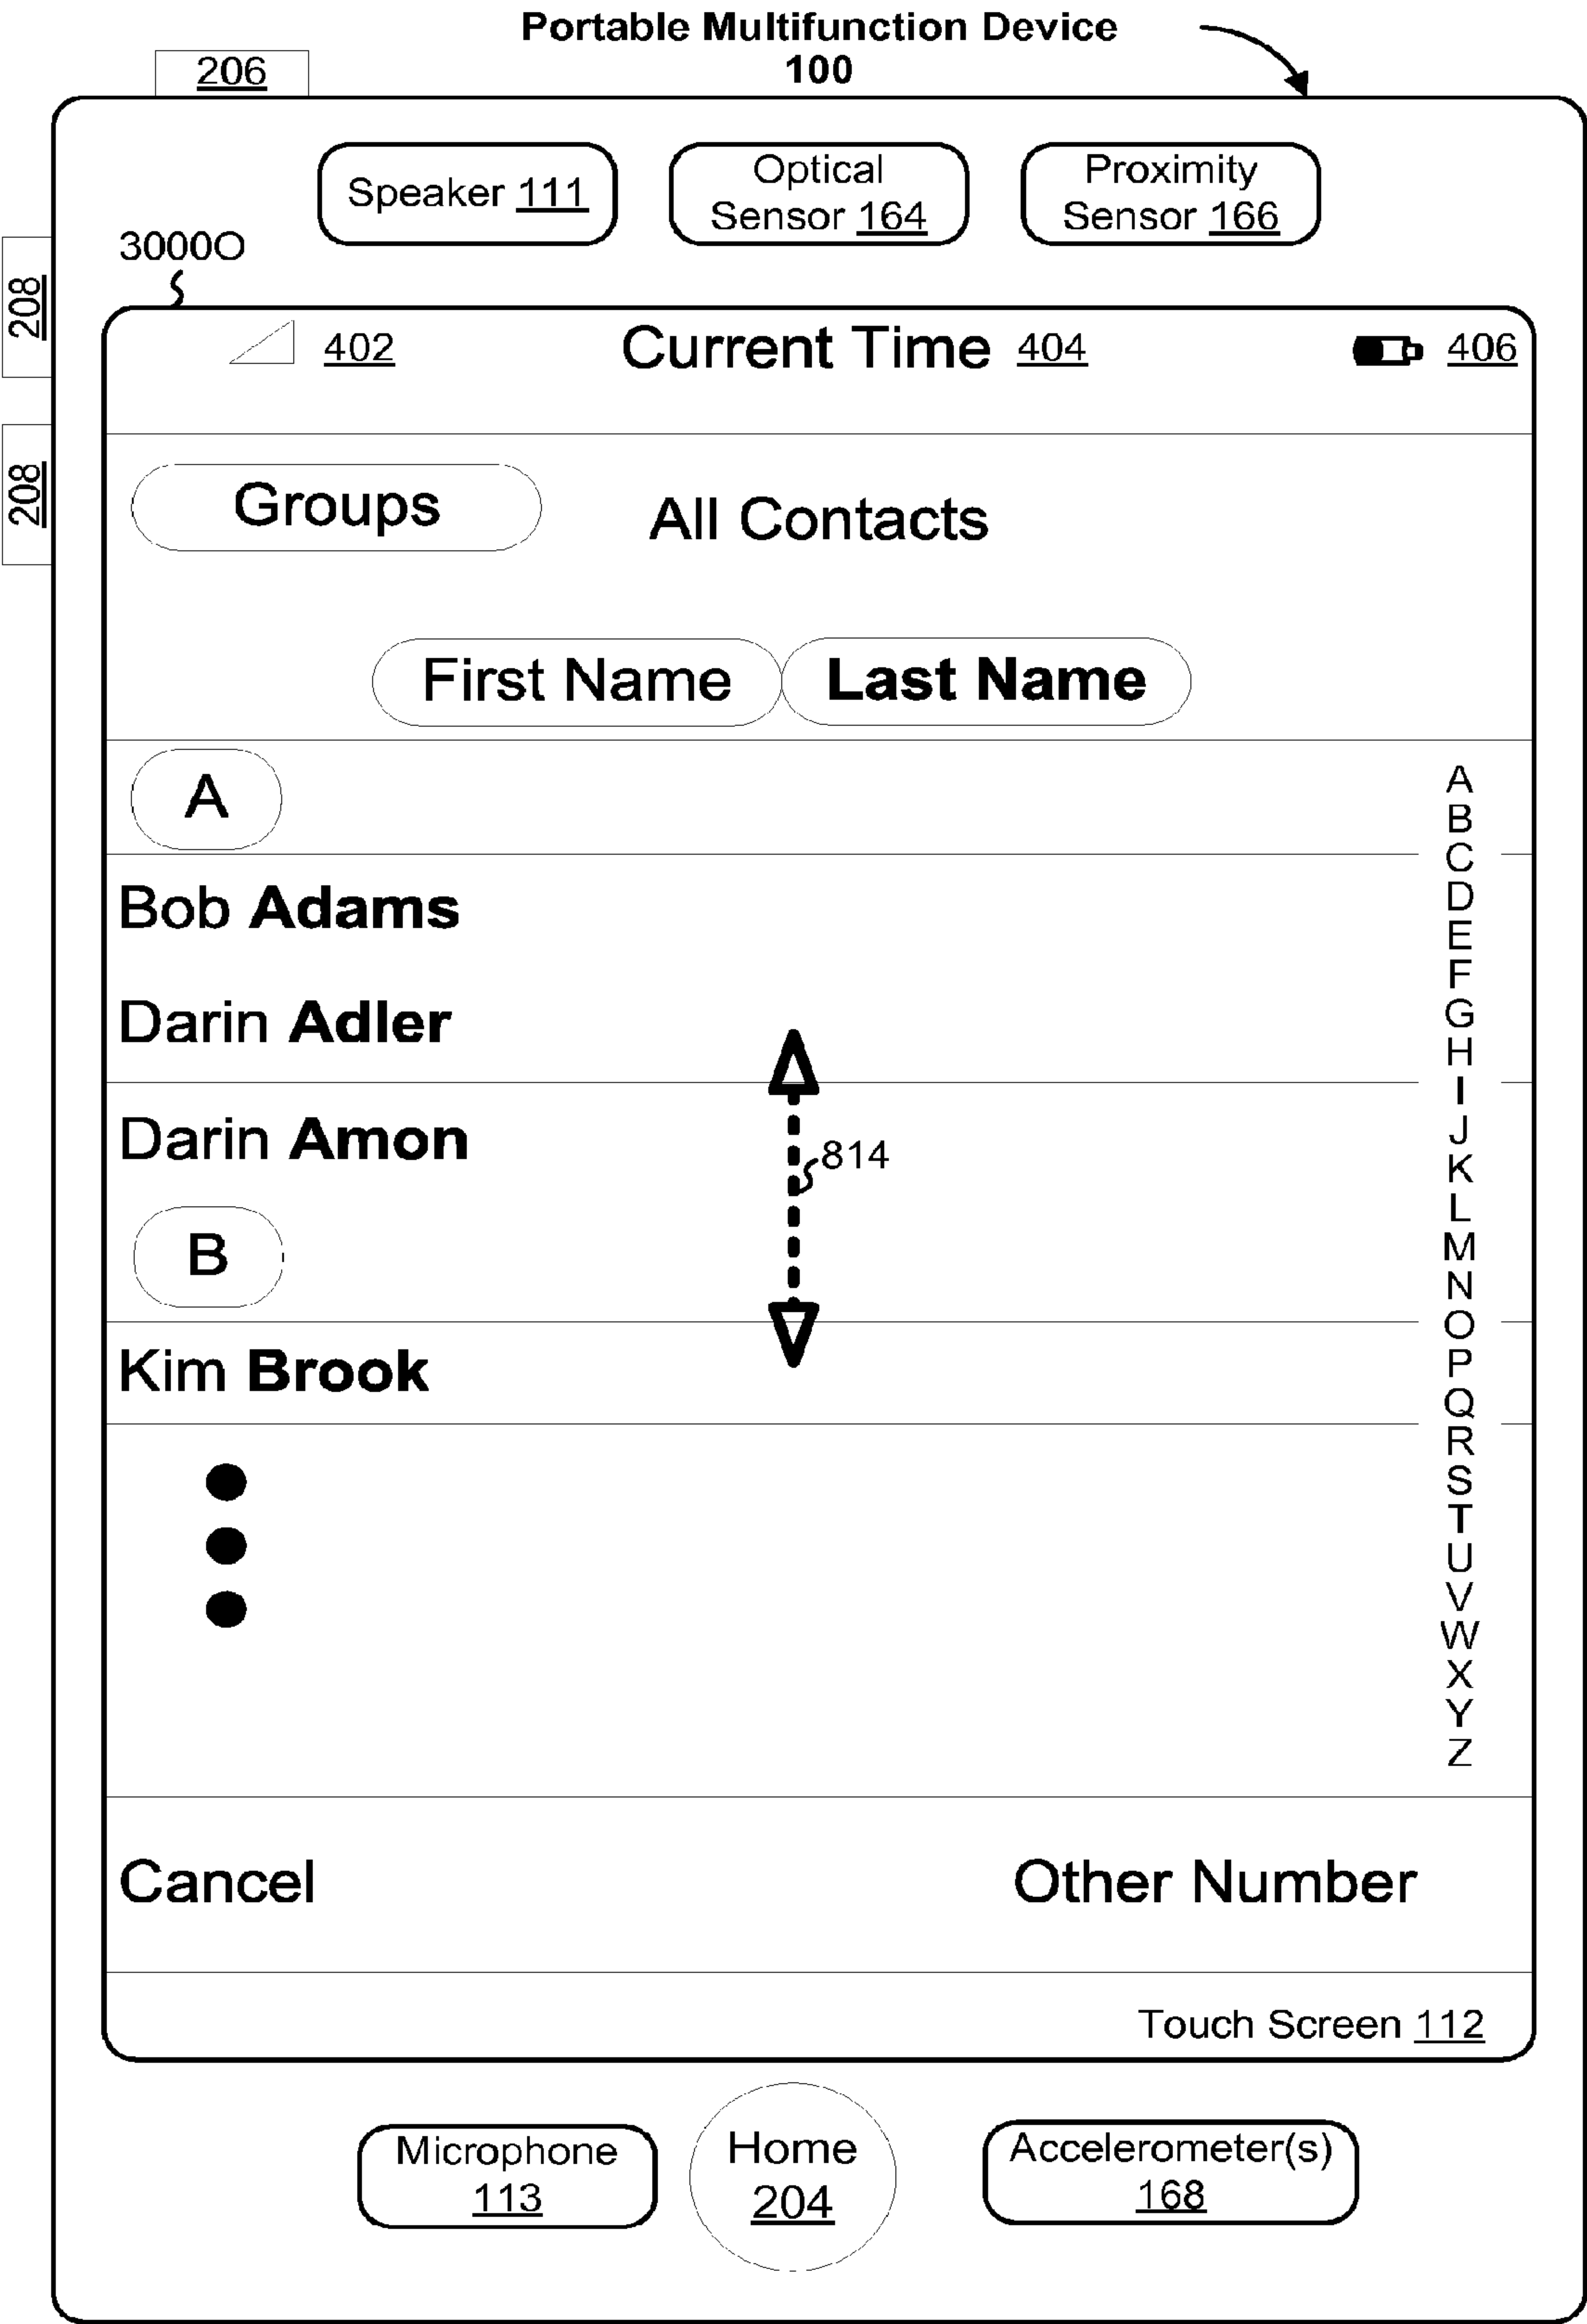 Portable Multifunction Device
100
206
Speaker 111
Optical
Sensor 164
Proximity
Sensor 166
3000O
208
208
402
Current Time 404
406
Groups
All Contacts
First Name
Last Name
A
Bob Adams
Darin Adler
Darin Amon
814
B
Kim Brook
A
B
C
D
E
F
G
H
I
J
K
L
M
N
O
P
Q
R
S
T
U
V
W
X
Y
Z
Cancel
Other Number
Touch Screen 112
Microphone
113
Home
204
Accelerometer(s)
168